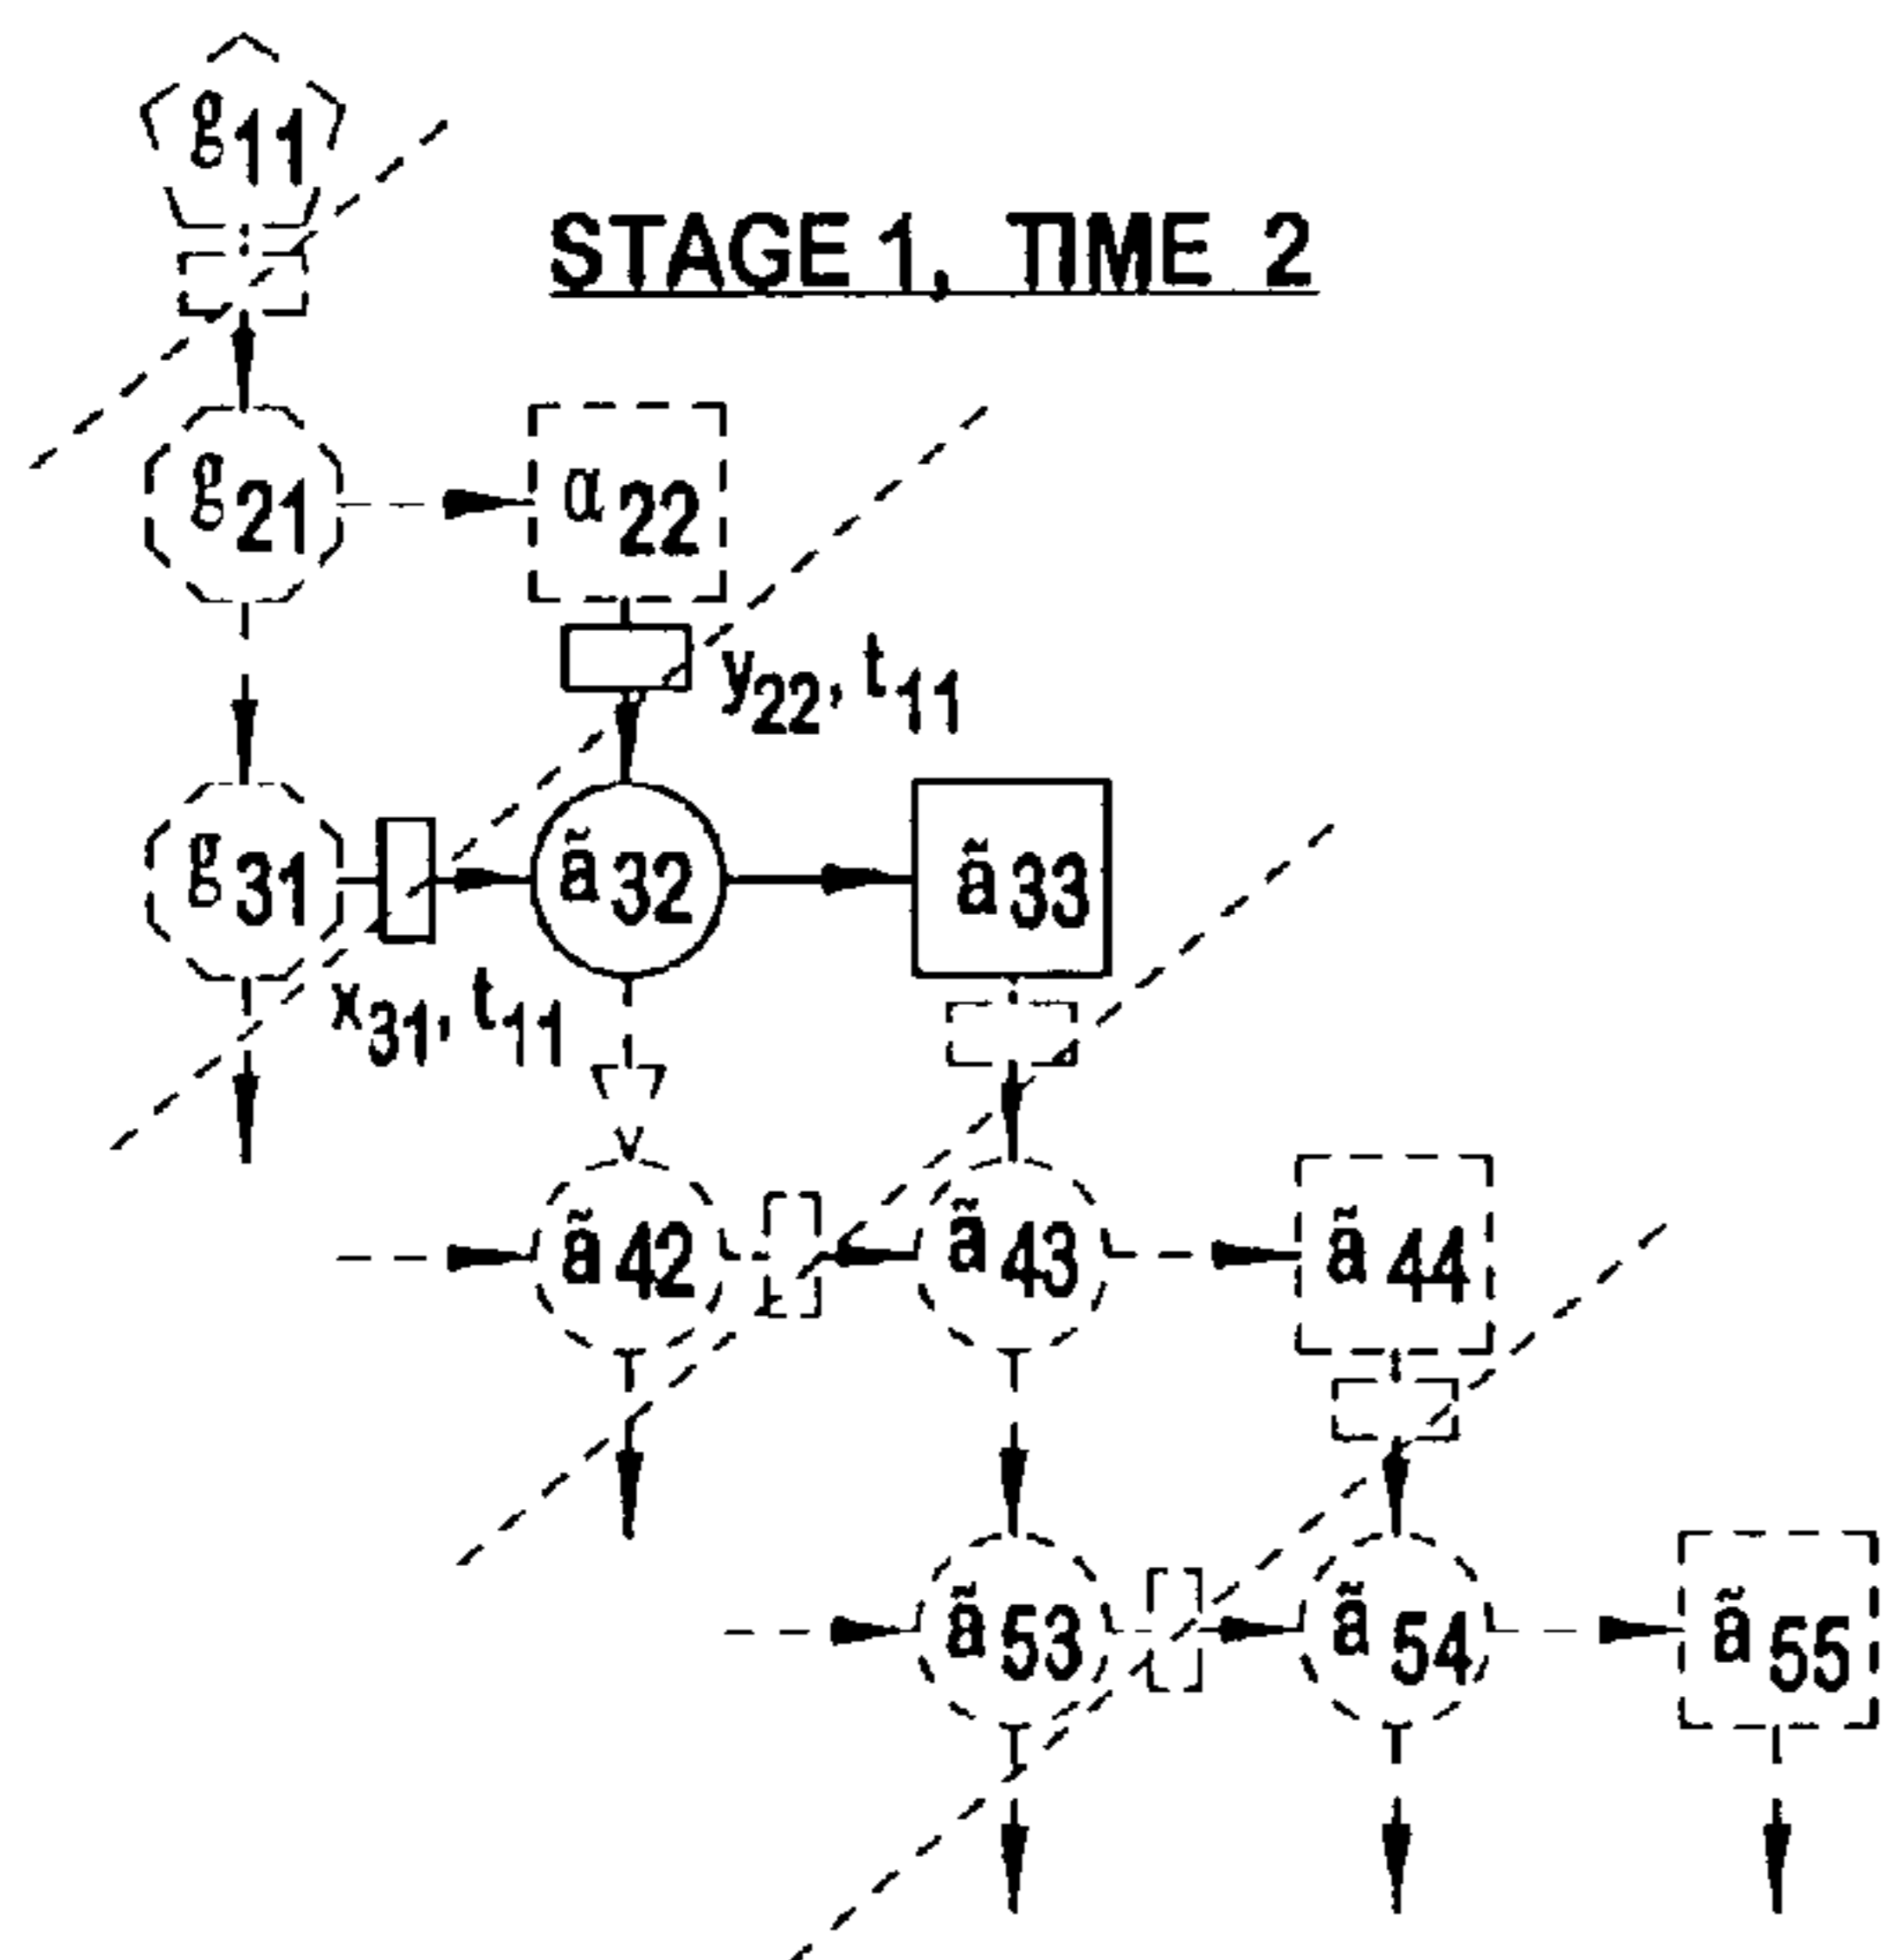 g11
STAGE 1, TIME 2
g21
α22
y22, t11
g31
ã32
ã33
x31, t11
ã42
ã43
ã44
ã53
ã54
ã55